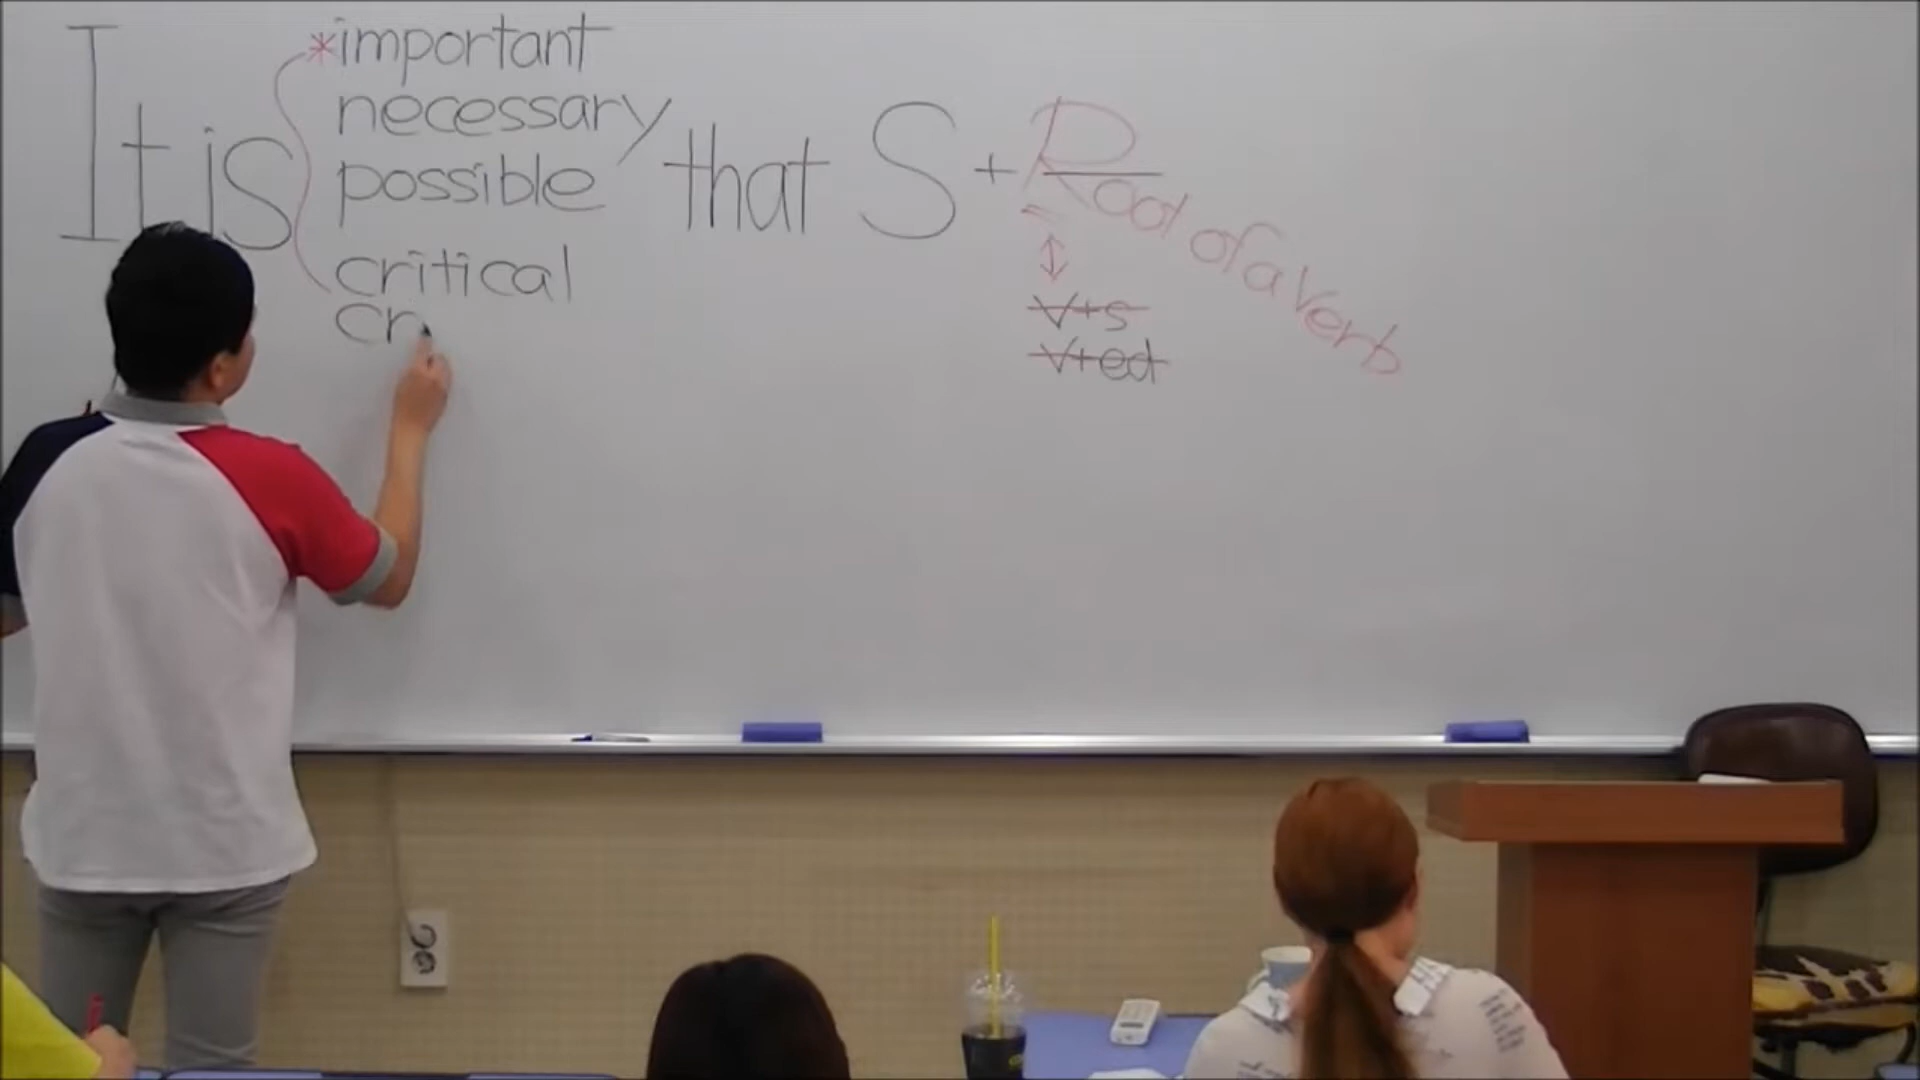 It is *important that S + Root of a Verb
necessary
possible
critical
cr
V+s
V+ed